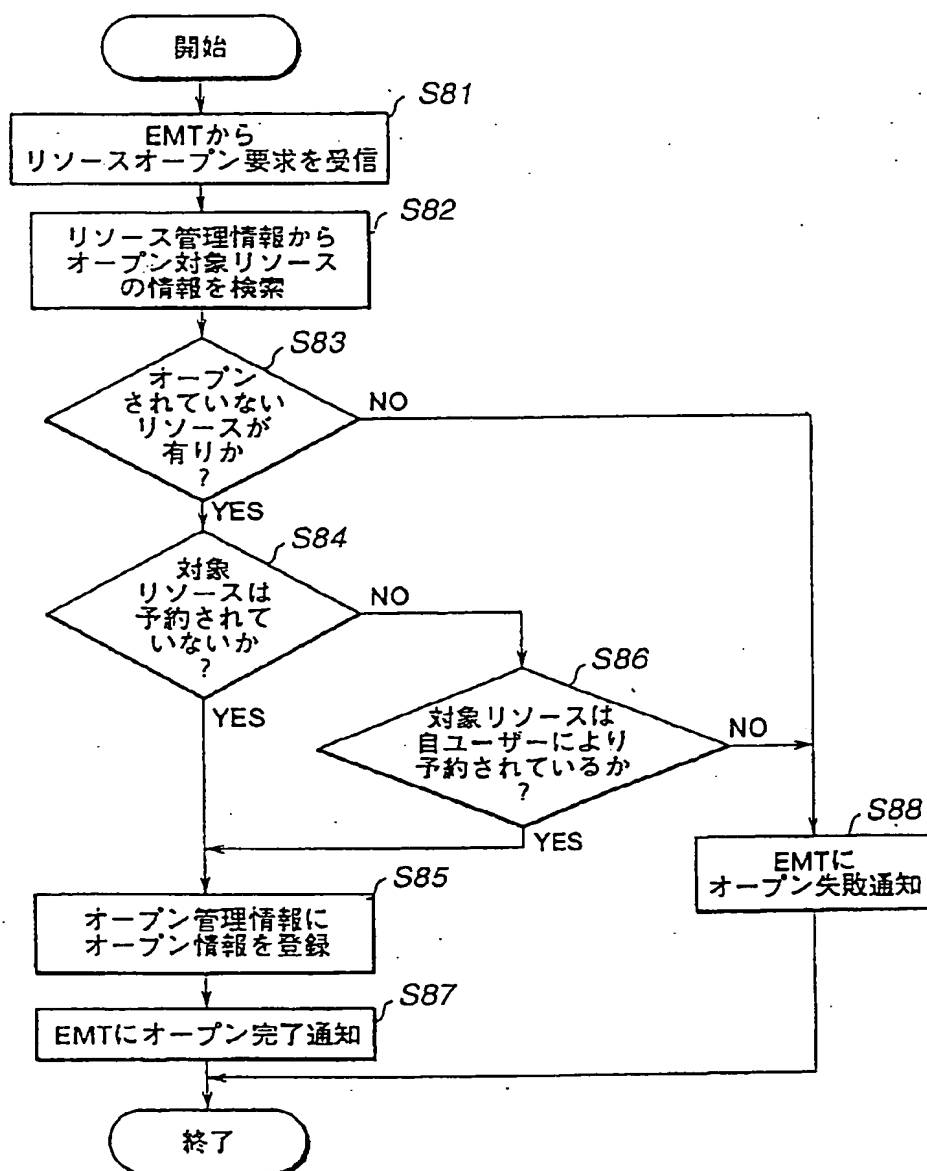 開始
S81
EMTから
リソースオープン要求を受信
S82
リソース管理情報から
オープン対象リソース
の情報を検索
S83
オープン
されていない
リソースが
有りか
?
NO
YES
S84
対象
リソースは
予約されて
いないか
?
NO
YES
S86
対象リソースは
自ユーザーにより
予約されているか
?
NO
YES
S88
EMTに
オープン失敗通知
S85
オープン管理情報に
オープン情報を登録
S87
EMTにオープン完了通知
終了